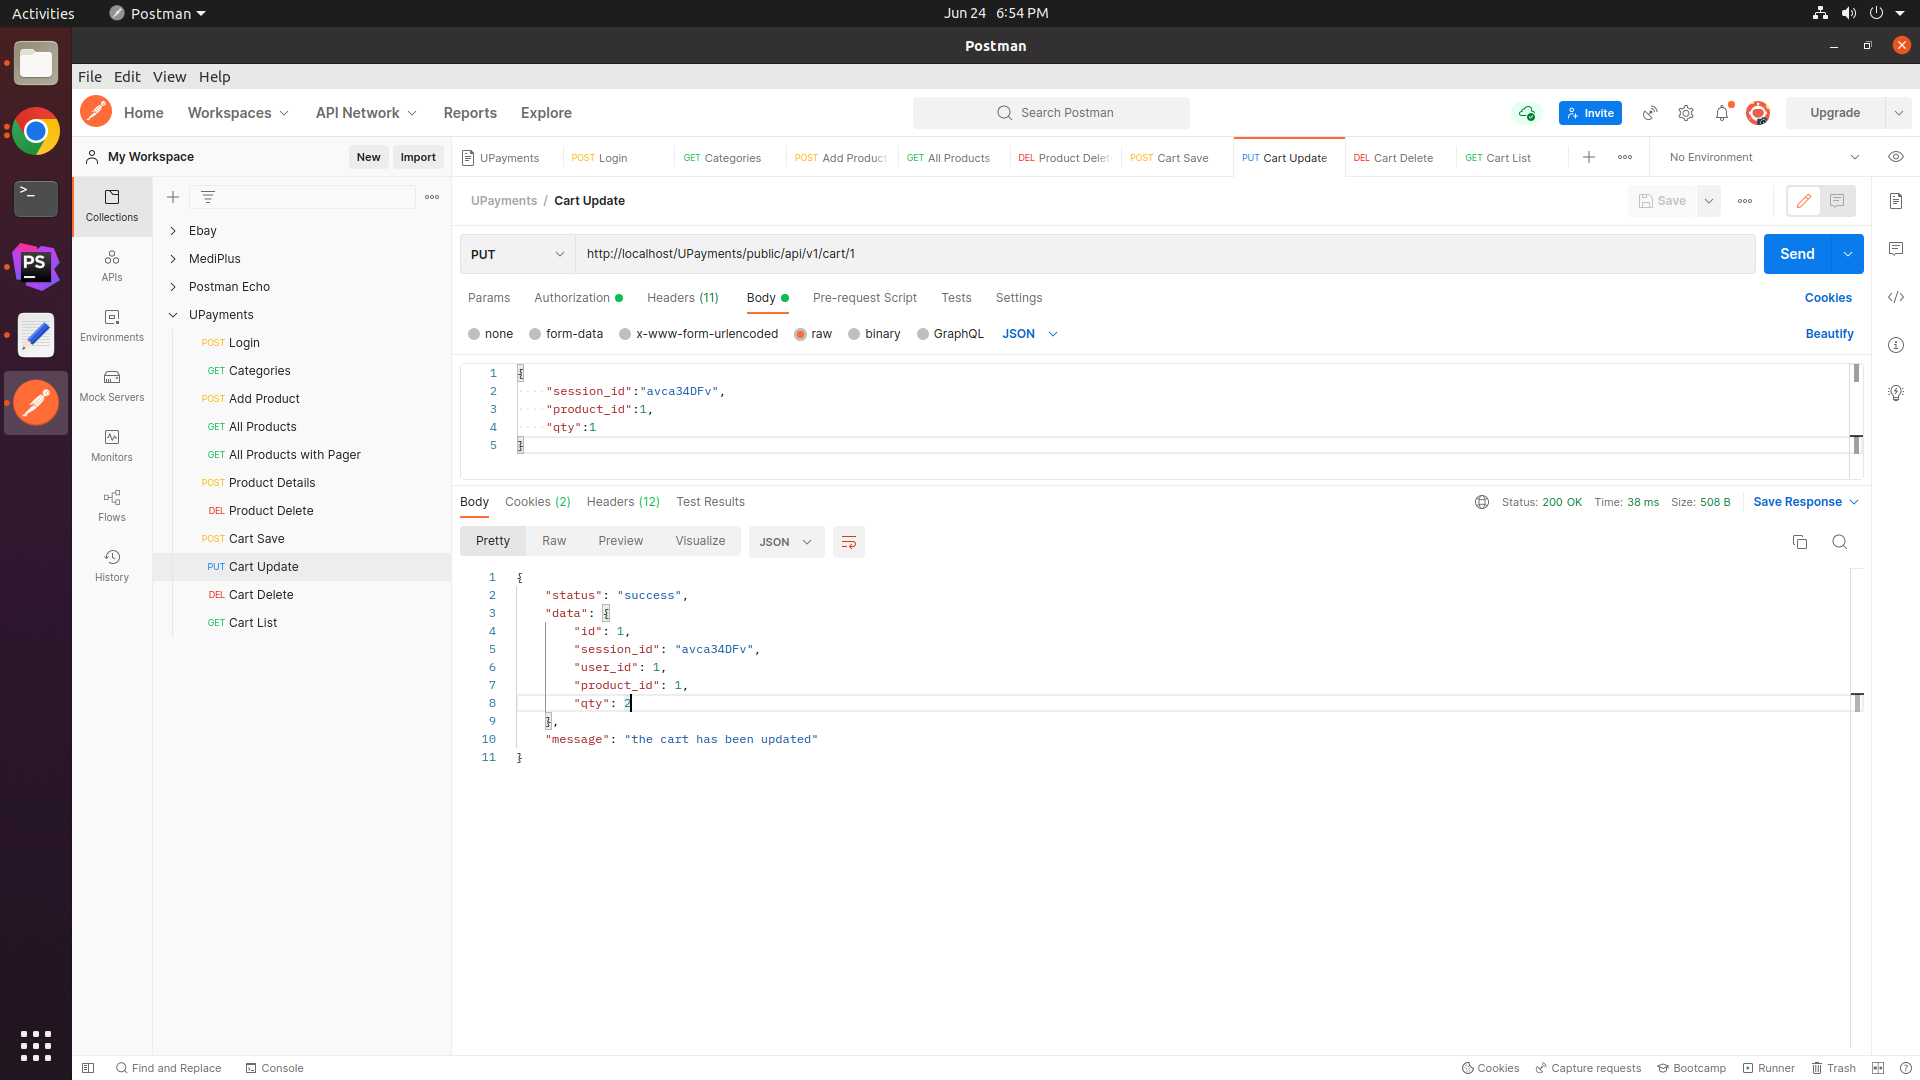 Activities Postman Jun 24 6:54 PM
Postman
File Edit View Help
Home Workspaces API Network Reports Explore Search Postman Invite Upgrade
My Workspace New Import UPayments POST Login GET Categories POST Add Product GET All Products DEL Product Delet POST Cart Save PUT Cart Update DEL Cart Delete GET Cart List No Environment
Collections
APIs
Environments
Mock Servers
Monitors
Flows
History
Ebay
MediPlus
Postman Echo
UPayments
POST Login
GET Categories
POST Add Product
GET All Products
GET All Products with Pager
POST Product Details
DEL Product Delete
POST Cart Save
PUT Cart Update
DEL Cart Delete
GET Cart List
UPayments / Cart Update Save
PUT http://localhost/UPayments/public/api/v1/cart/1 Send
Params Authorization Headers (11) Body Pre-request Script Tests Settings Cookies
none form-data x-www-form-urlencoded raw binary GraphQL JSON Beautify
1 {
2 "session_id":"avca34DFv",
3 "product_id":1,
4 "qty":1
5 }
Body Cookies (2) Headers (12) Test Results Status: 200 OK Time: 38 ms Size: 508 B Save Response
Pretty Raw Preview Visualize JSON
1 {
2 "status": "success",
3 "data": {
4 "id": 1,
5 "session_id": "avca34DFv",
6 "user_id": 1,
7 "product_id": 1,
8 "qty": 2
9 },
10 "message": "the cart has been updated"
11 }
Find and Replace Console Cookies Capture requests Bootcamp Runner Trash